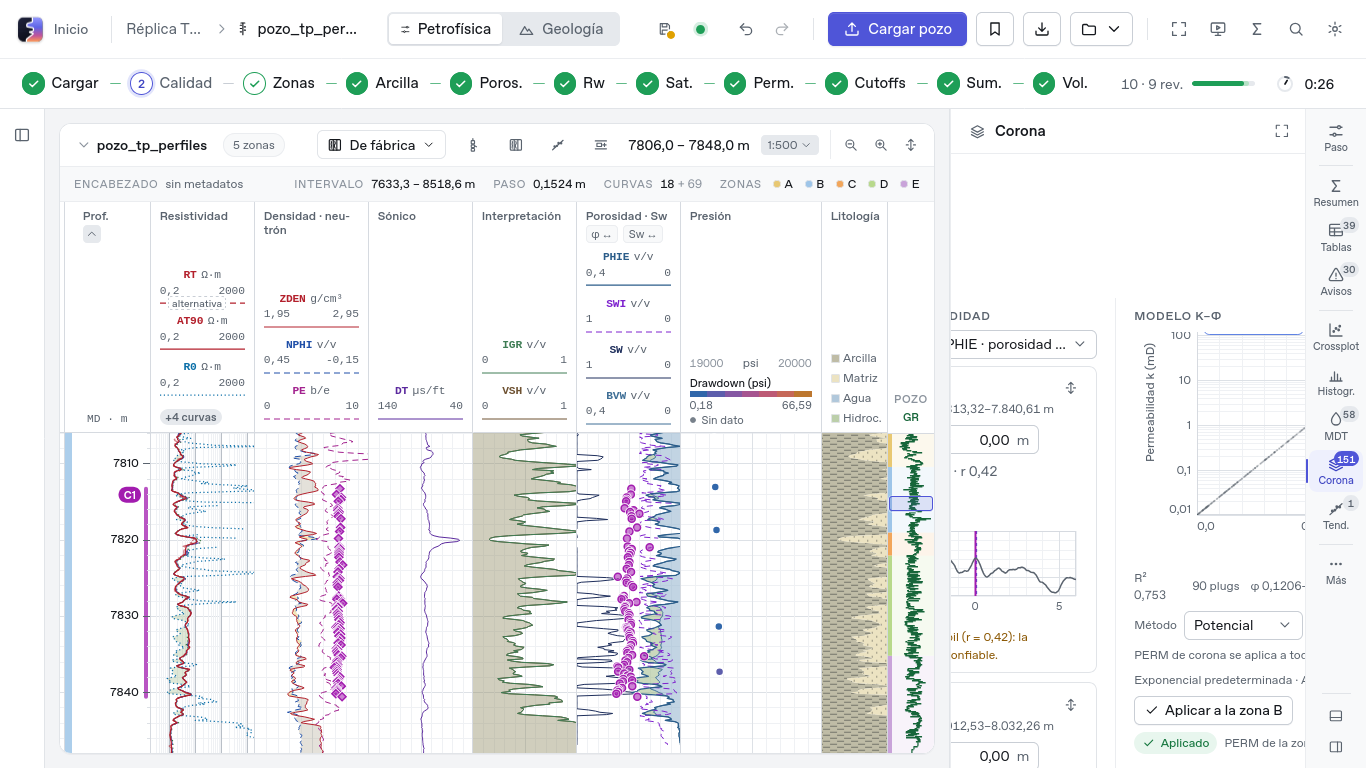 Inicio
Réplica T...
pozo_tp_per...
Petrofísica
Geología
Cargar pozo
Cargar
2
Calidad
Zonas
Arcilla
Poros.
Rw
Sat.
Perm.
Cutoffs
Sum.
Vol.
10 · 9 rev.
0:26
pozo_tp_perfiles
5 zonas
De fábrica
7806,0 – 7848,0 m
1:500
ENCABEZADO sin metadatos
INTERVALO 7633,3 – 8518,6 m
PASO 0,1524 m
CURVAS 18 + 69
ZONAS A B C D E
Prof.
MD · m
Resistividad
RT Ω·m
0,2 2000
alternativa
AT90 Ω·m
0,2 2000
R0 Ω·m
0,2 2000
+4 curvas
Densidad · neu-
trón
ZDEN g/cm³
1,95 2,95
NPHI v/v
0,45 -0,15
PE b/e
0 10
Sónico
DT µs/ft
140 40
Interpretación
IGR v/v
0 1
VSH v/v
0 1
Porosidad · Sw
φ ↔ Sw ↔
PHIE v/v
0,4 0
SWI v/v
1 0
SW v/v
1 0
BVW v/v
0,4 0
Presión
19000 psi 20000
Drawdown (psi)
0,18 66,59
Sin dato
Litología
Arcilla
Matriz
Agua
Hidroc.
POZO
GR
7810
C1
7820
7830
7840
Corona
DIDAD
PHIE · porosidad ...
13,32–7.840,61 m
0,00 m
· r 0,42
0 5
il (r = 0,42): la
onfiable.
12,53–8.032,26 m
0,00 m
MODELO K–Φ
Permeabilidad k (mD)
100
10
1
0,1
0,01
0,0
R²
0,753
90 plugs
φ 0,1206-
Método
Potencial
PERM de corona se aplica a toc
Exponencial predeterminada · A
Aplicar a la zona B
Aplicado
PERM de la zo
Paso
Resumen
39
Tablas
30
Avisos
Crossplot
Histogr.
58
MDT
151
Corona
1
Tend.
Más